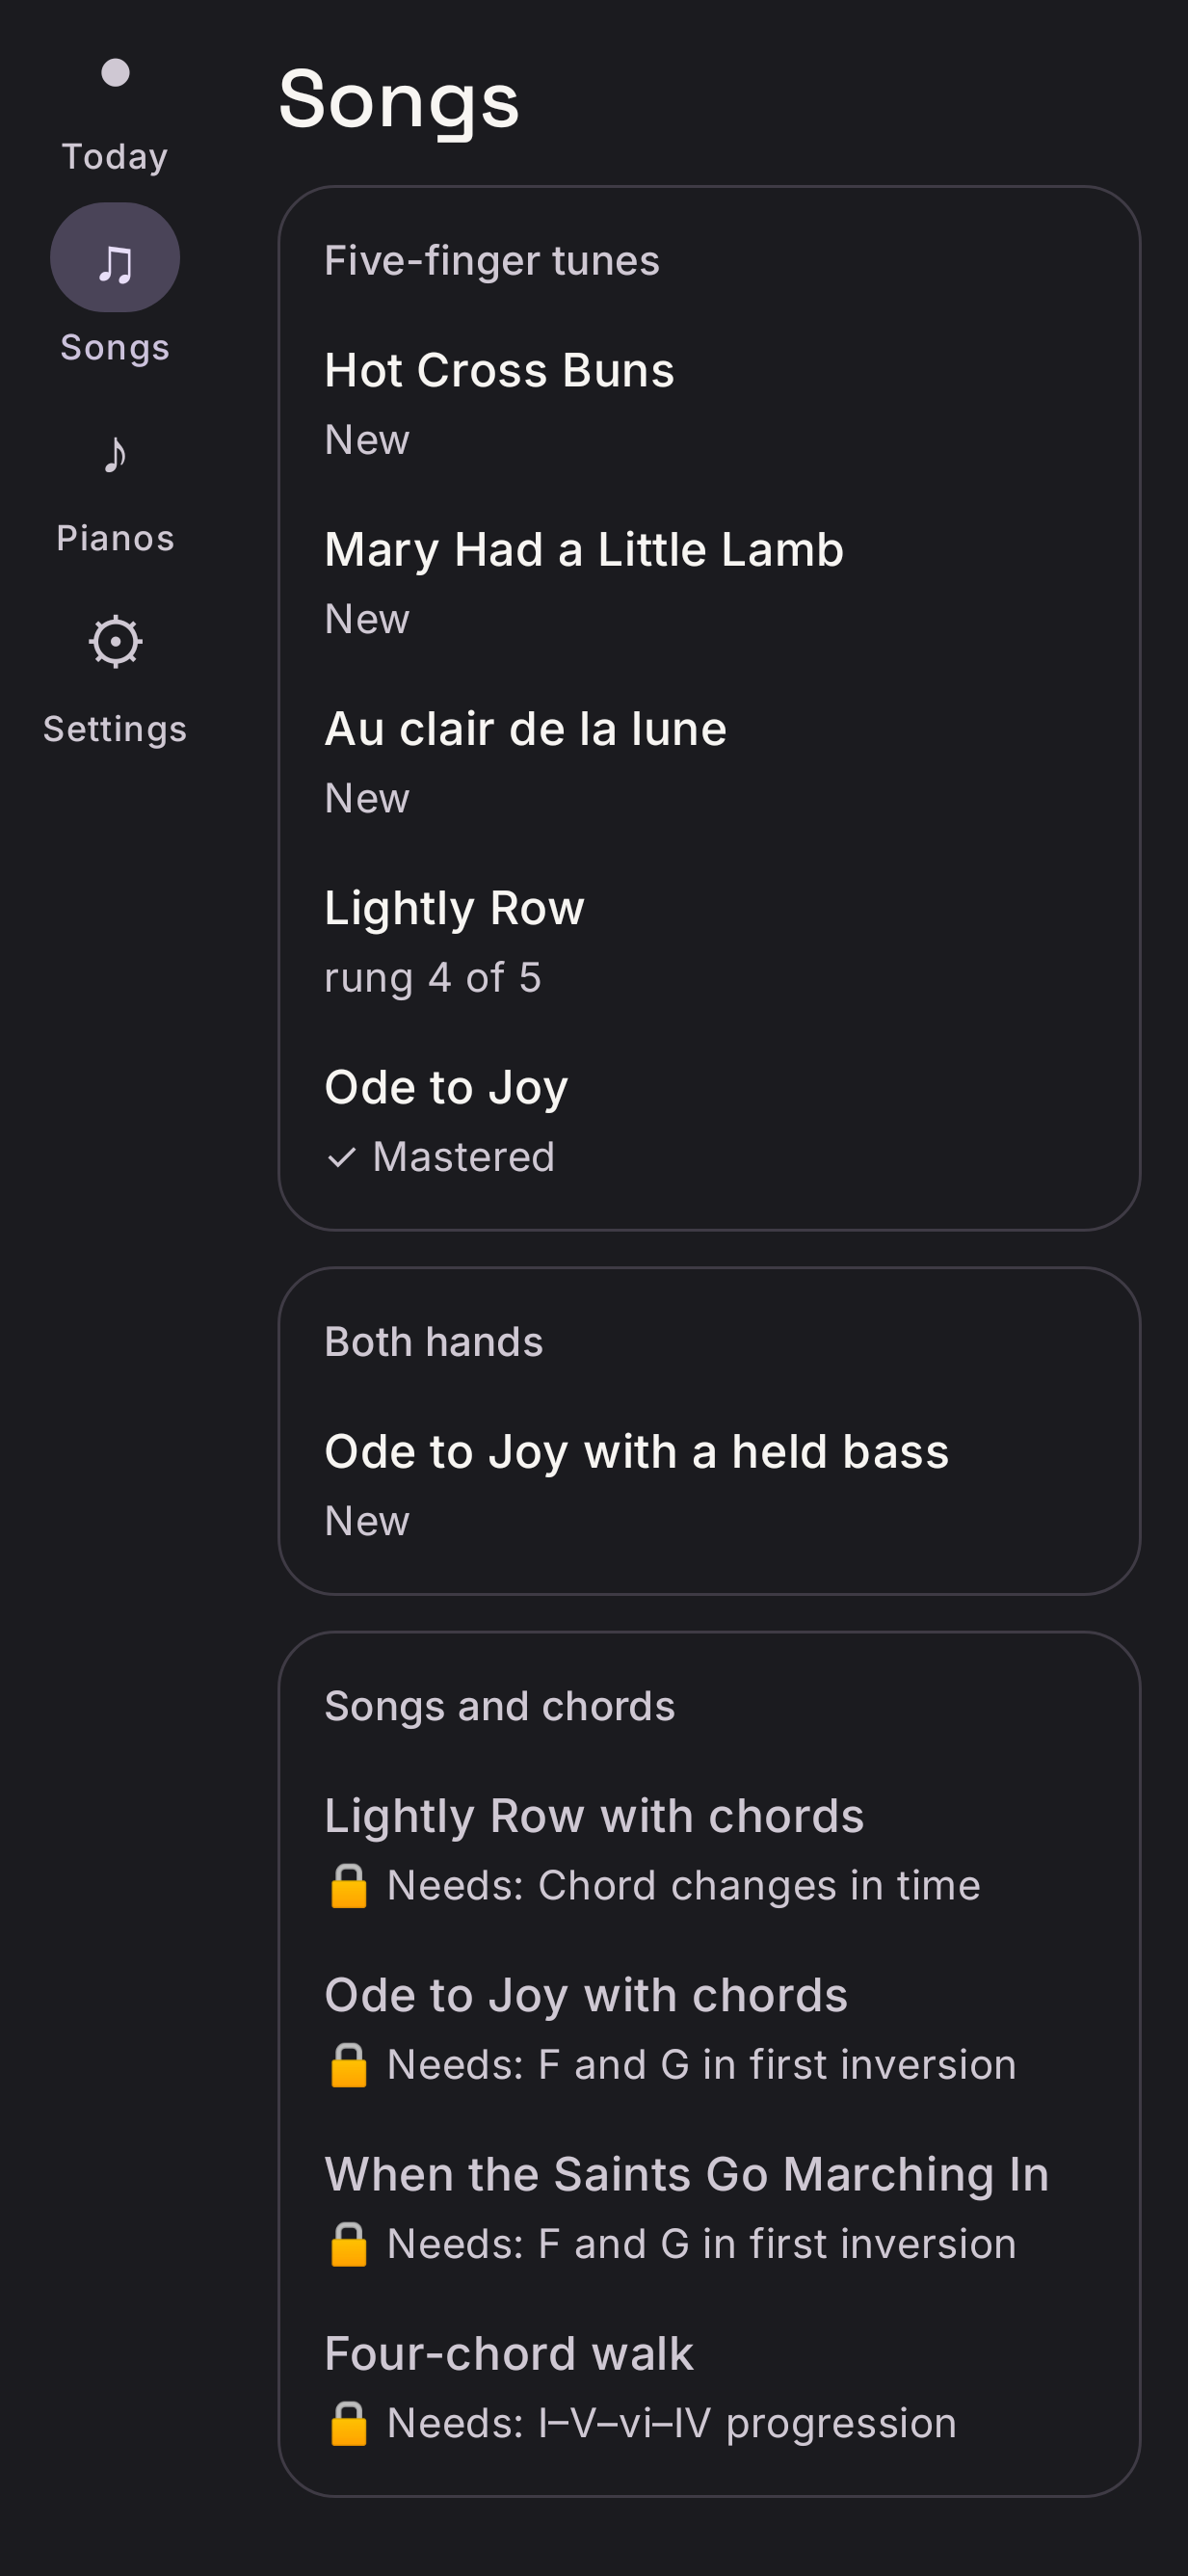 Songs
Today
Songs
Pianos
Settings
Five-finger tunes
Hot Cross Buns
New
Mary Had a Little Lamb
New
Au clair de la lune
New
Lightly Row
rung 4 of 5
Ode to Joy
✓ Mastered
Both hands
Ode to Joy with a held bass
New
Songs and chords
Lightly Row with chords
🔒 Needs: Chord changes in time
Ode to Joy with chords
🔒 Needs: F and G in first inversion
When the Saints Go Marching In
🔒 Needs: F and G in first inversion
Four-chord walk
🔒 Needs: I–V–vi–IV progression